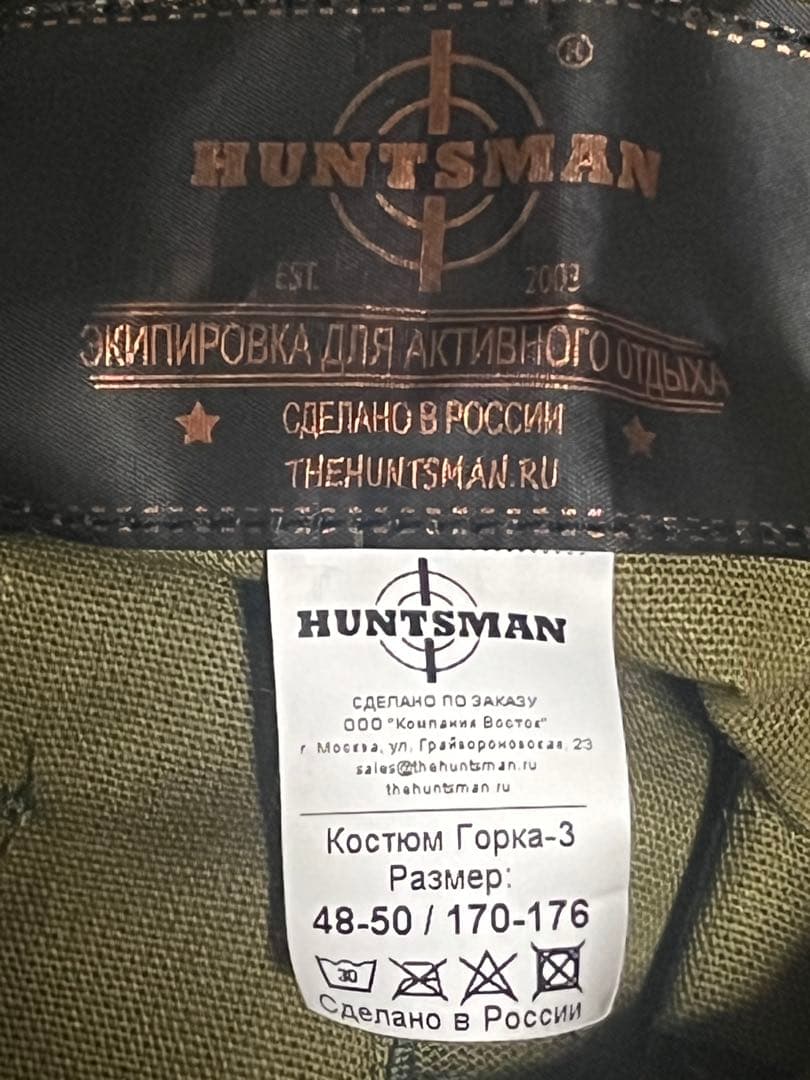 HUNTSMAN
EST. 2003
ЭКИПИРОВКА ДЛЯ АКТИВНОГО ОТДЫХА
СДЕЛАНО В РОССИИ
THEHUNTSMAN.RU
HUNTSMAN
СДЕЛАНО ПО ЗАКАЗУ
ООО "Компания Восток"
г. Москва, ул. Грайвороновская, 23
sales@thehuntsman.ru
thehuntsman.ru
Костюм Горка-3
Размер:
48-50 / 170-176
30
Сделано в России